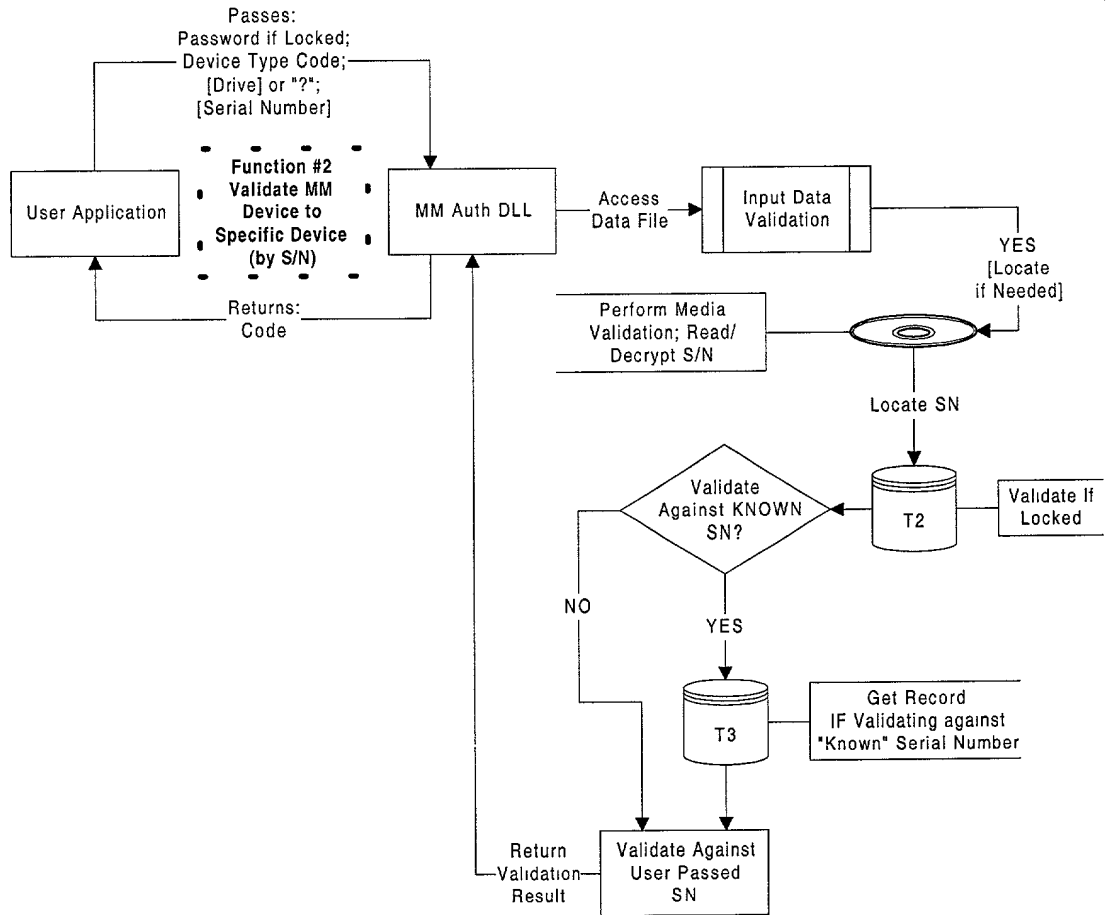 Passes:
Password if Locked;
Device Type Code;
[Drive] or "?";
[Serial Number]
Function #2
Validate MM
Device to
Specific Device
(by S/N)
User Application
MM Auth DLL
Access
Data File
Input Data
Validation
YES
[Locate
if Needed]
Returns:
Code
Perform Media
Validation; Read/
Decrypt S/N
Locate SN
Validate
Against KNOWN
SN?
T2
Validate If
Locked
NO
YES
T3
Get Record
IF Validating against
"Known" Serial Number
Return
Validation
Result
Validate Against
User Passed
SN